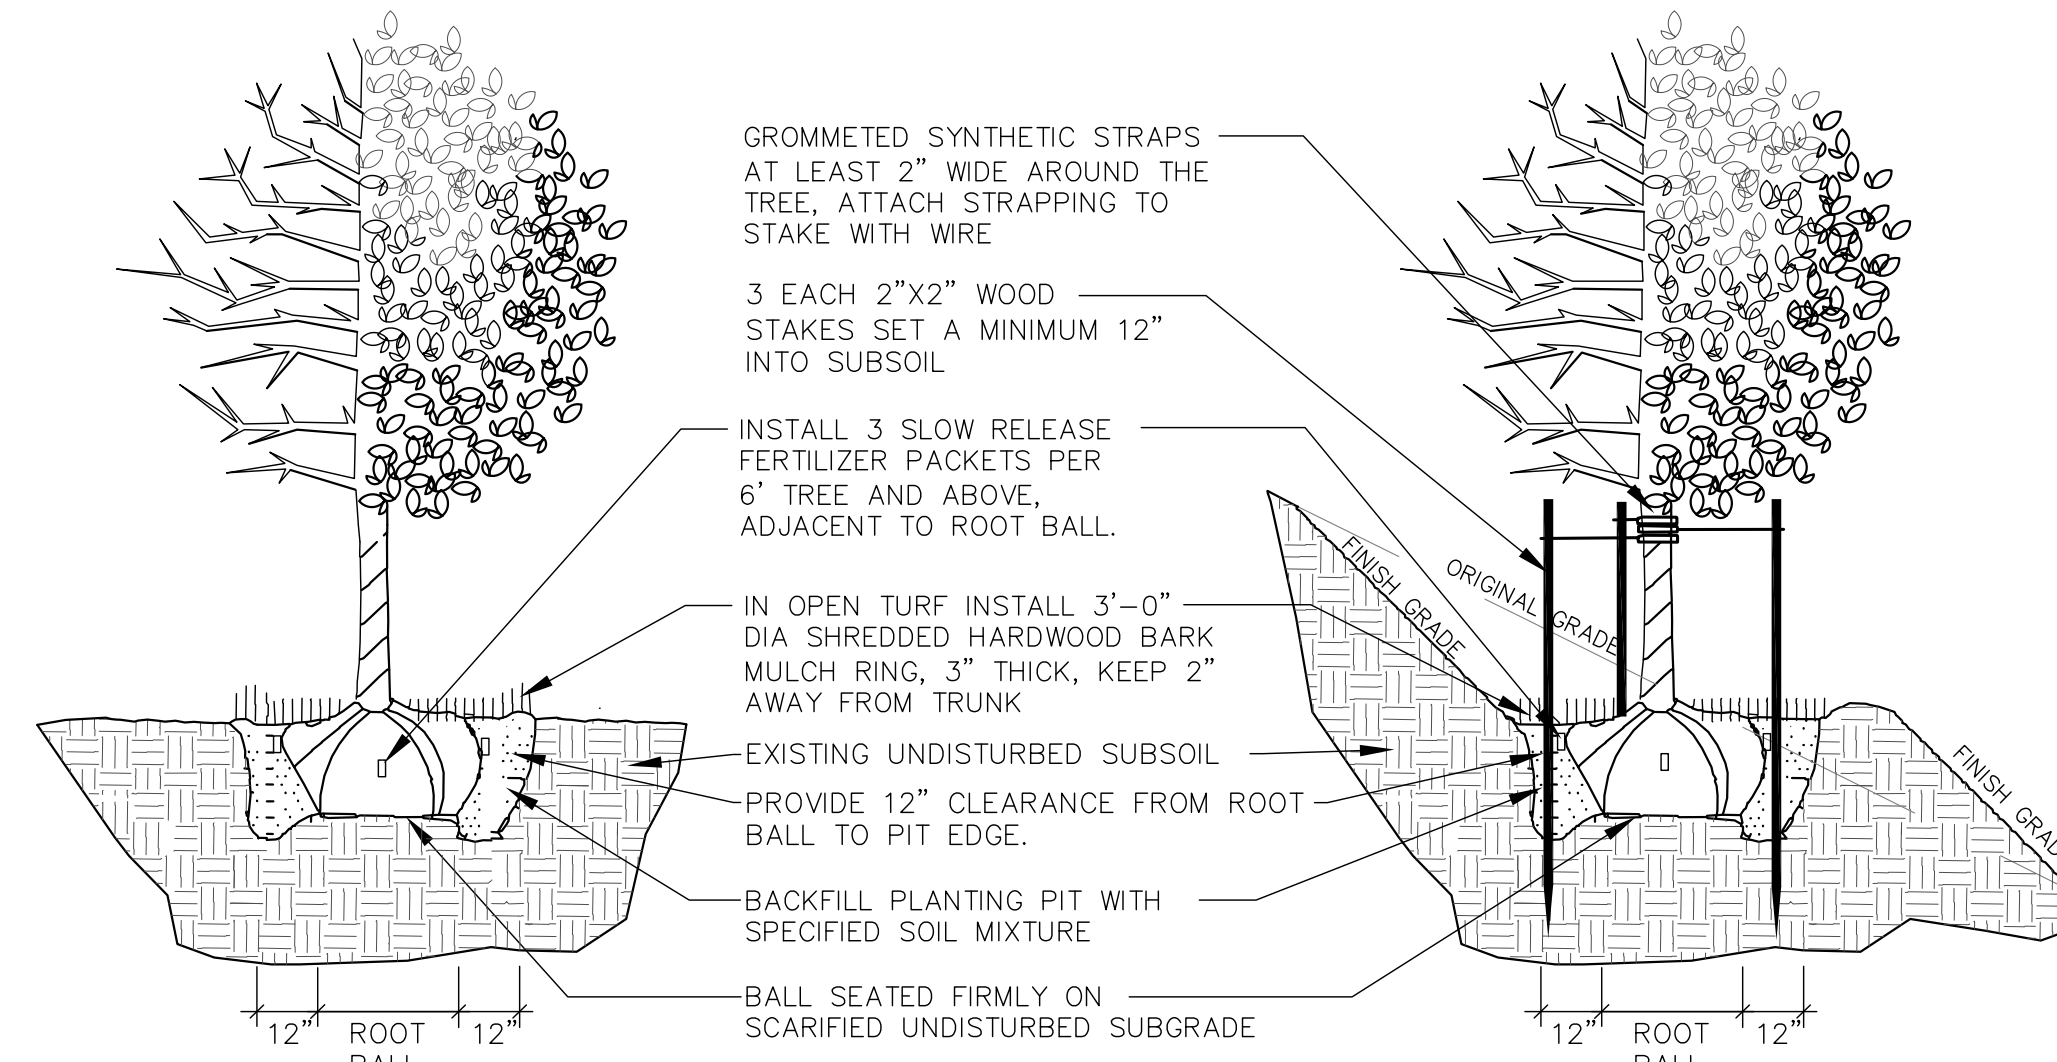 GROMMETED SYNTHETIC STRAPS
AT LEAST 2” WIDE AROUND THE
TREE, ATTACH STRAPPING TO
STAKE WITH WIRE
3 EACH 2”X2” WOOD
STAKES SET A MINIMUM 12”
INTO SUBSOIL
INSTALL 3 SLOW RELEASE
FERTILIZER PACKETS PER
6’ TREE AND ABOVE,
ADJACENT TO ROOT BALL.
IN OPEN TURF INSTALL 3’–0”
DIA SHREDDED HARDWOOD BARK
MULCH RING, 3” THICK, KEEP 2”
AWAY FROM TRUNK
EXISTING UNDISTURBED SUBSOIL
PROVIDE 12” CLEARANCE FROM ROOT
BALL TO PIT EDGE.
BACKFILL PLANTING PIT WITH
SPECIFIED SOIL MIXTURE
BALL SEATED FIRMLY ON
SCARIFIED UNDISTURBED SUBGRADE
FINISH GRADE
ORIGINAL GRADE
FINISH GRAD
12”
ROOT
BALL
12”
12”
ROOT
BALL
12”